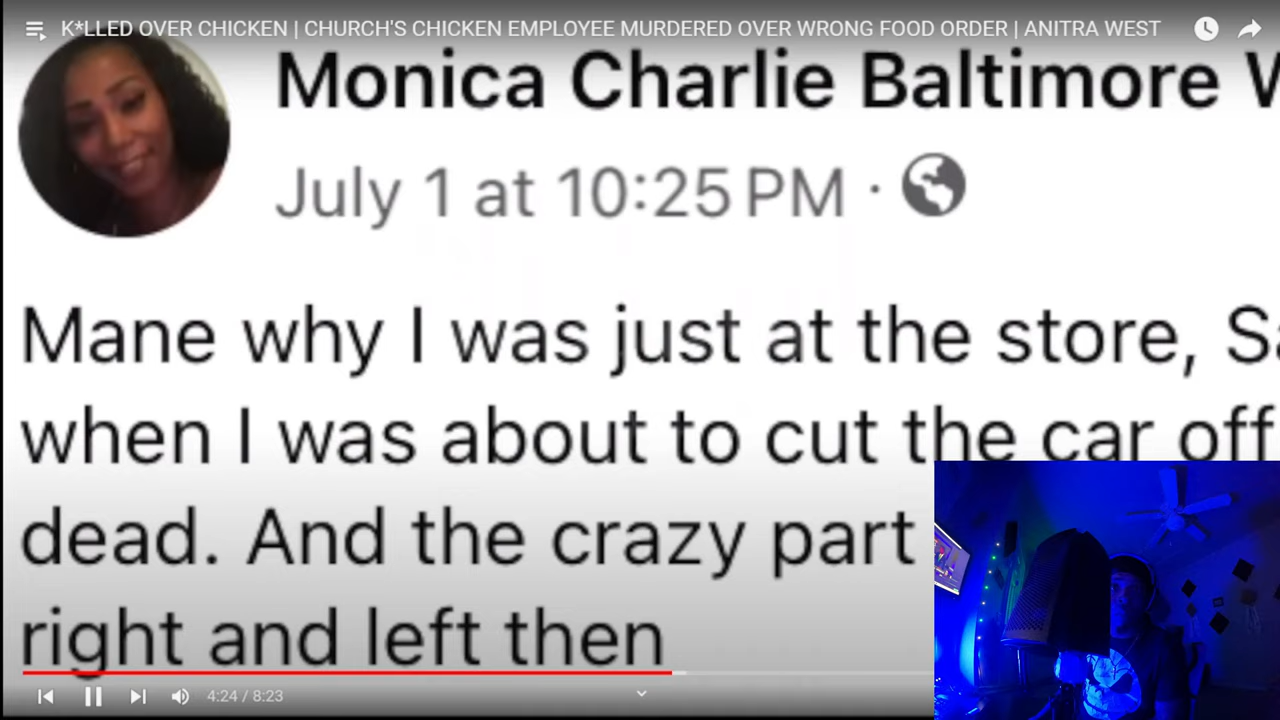 K*LLED OVER CHICKEN | CHURCH'S CHICKEN EMPLOYEE MURDERED OVER WRONG FOOD ORDER | ANITRA WEST
Monica Charlie Baltimore
July 1 at 10:25 PM ·
Mane why I was just at the store,
when I was about to cut the car off
dead. And the crazy part
right and left then
4:24 / 8:23